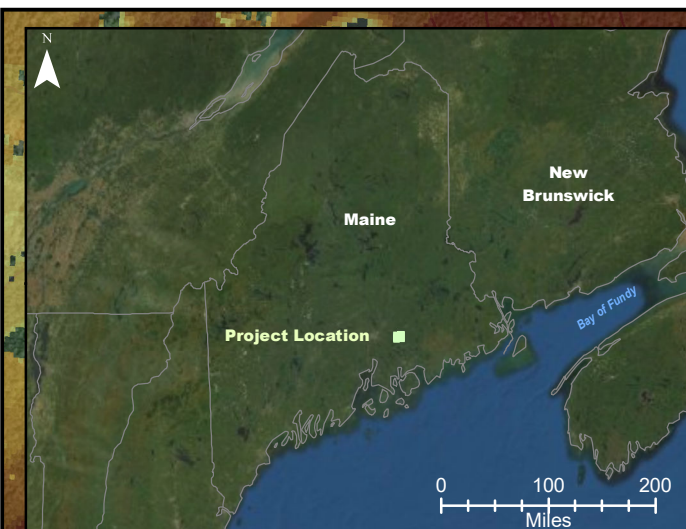 N
New
Brunswick
Maine
Bay of Fundy
Project Location
0 100 200
Miles